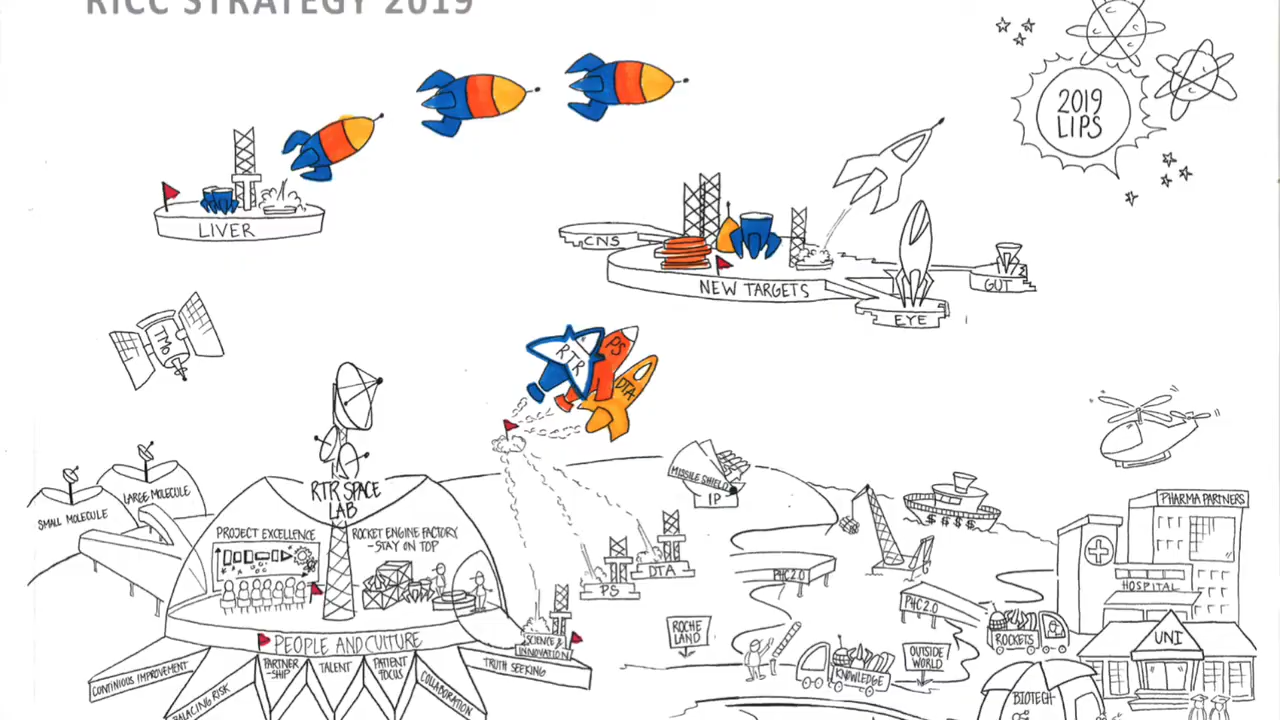 RICC STRATEGY 2019
2019
LIPS
LIVER
CNS
NEW TARGETS
GUT
EYE
RTR
PS
DTA
MISSILE SHIELD
IP
LARGE MOLECULE
SMALL MOLECULE
RTR SPACE
LAB
PROJECT EXCELLENCE
ROCKET ENGINE FACTORY
-STAY ON TOP
PHARMA PARTNERS
$ $ $ $
DTA
PS
PHC 2.0
PHC 2.0
HOSPITAL
ROCHE
LAND
ROCKETS
UNI
SCIENCE &
INNOVATION
OUTSIDE
WORLD
KNOWLEDGE
PEOPLE AND CULTURE
CONTINIOUS IMPROVEMENT
BALACING RISK
PARTNER
-SHIP
TALENT
PATIENT
FOCUS
COLLABORATION
TRUTH SEEKING
BIOTECH